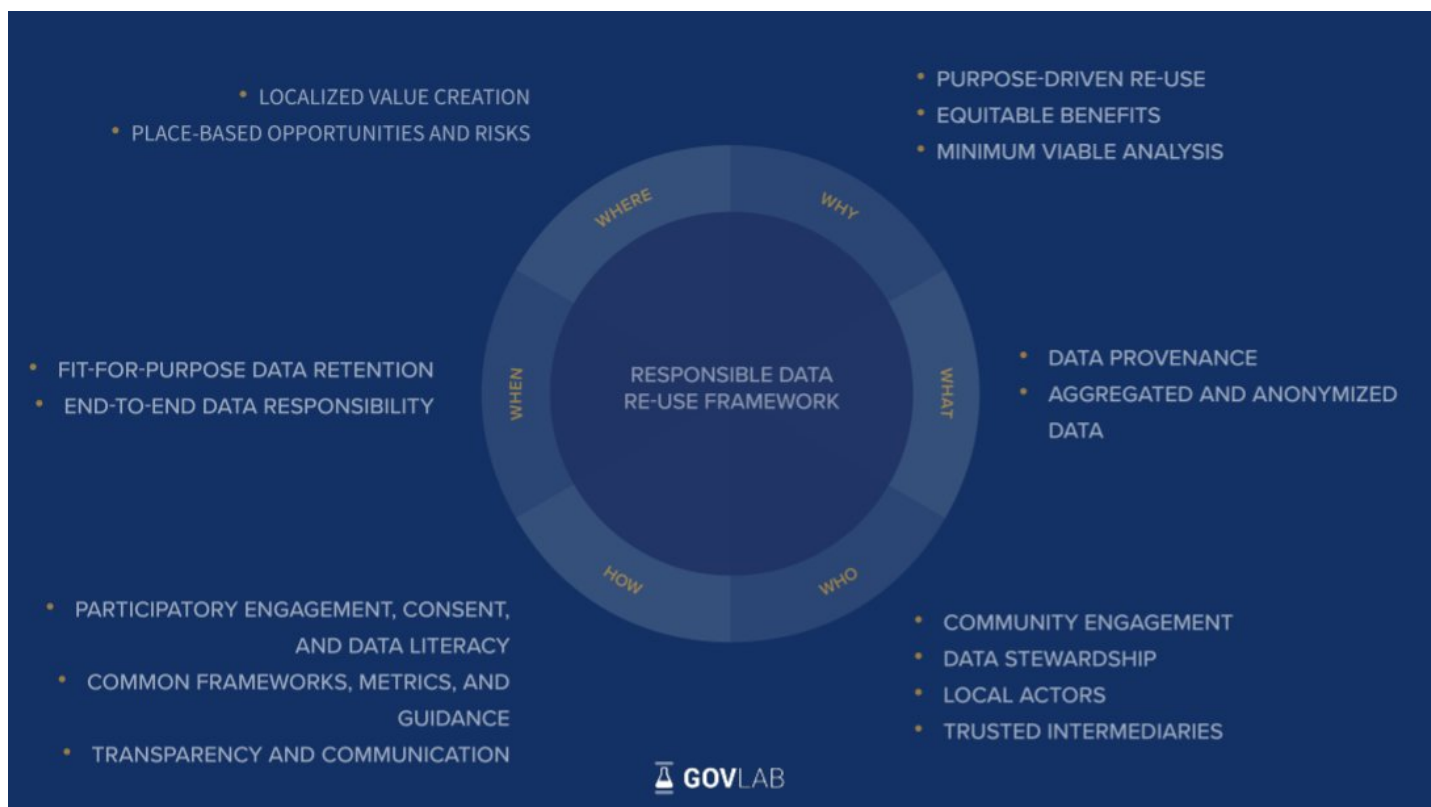 • LOCALIZED VALUE CREATION
• PLACE-BASED OPPORTUNITIES AND RISKS
• PURPOSE-DRIVEN RE-USE
• EQUITABLE BENEFITS
• MINIMUM VIABLE ANALYSIS
WHERE
WHY
• FIT-FOR-PURPOSE DATA RETENTION
• END-TO-END DATA RESPONSIBILITY
WHEN
RESPONSIBLE DATA
RE-USE FRAMEWORK
WHAT
• DATA PROVENANCE
• AGGREGATED AND ANONYMIZED
DATA
HOW
WHO
• PARTICIPATORY ENGAGEMENT, CONSENT,
AND DATA LITERACY
• COMMON FRAMEWORKS, METRICS, AND
GUIDANCE
• TRANSPARENCY AND COMMUNICATION
• COMMUNITY ENGAGEMENT
• DATA STEWARDSHIP
• LOCAL ACTORS
• TRUSTED INTERMEDIARIES
GOVLAB